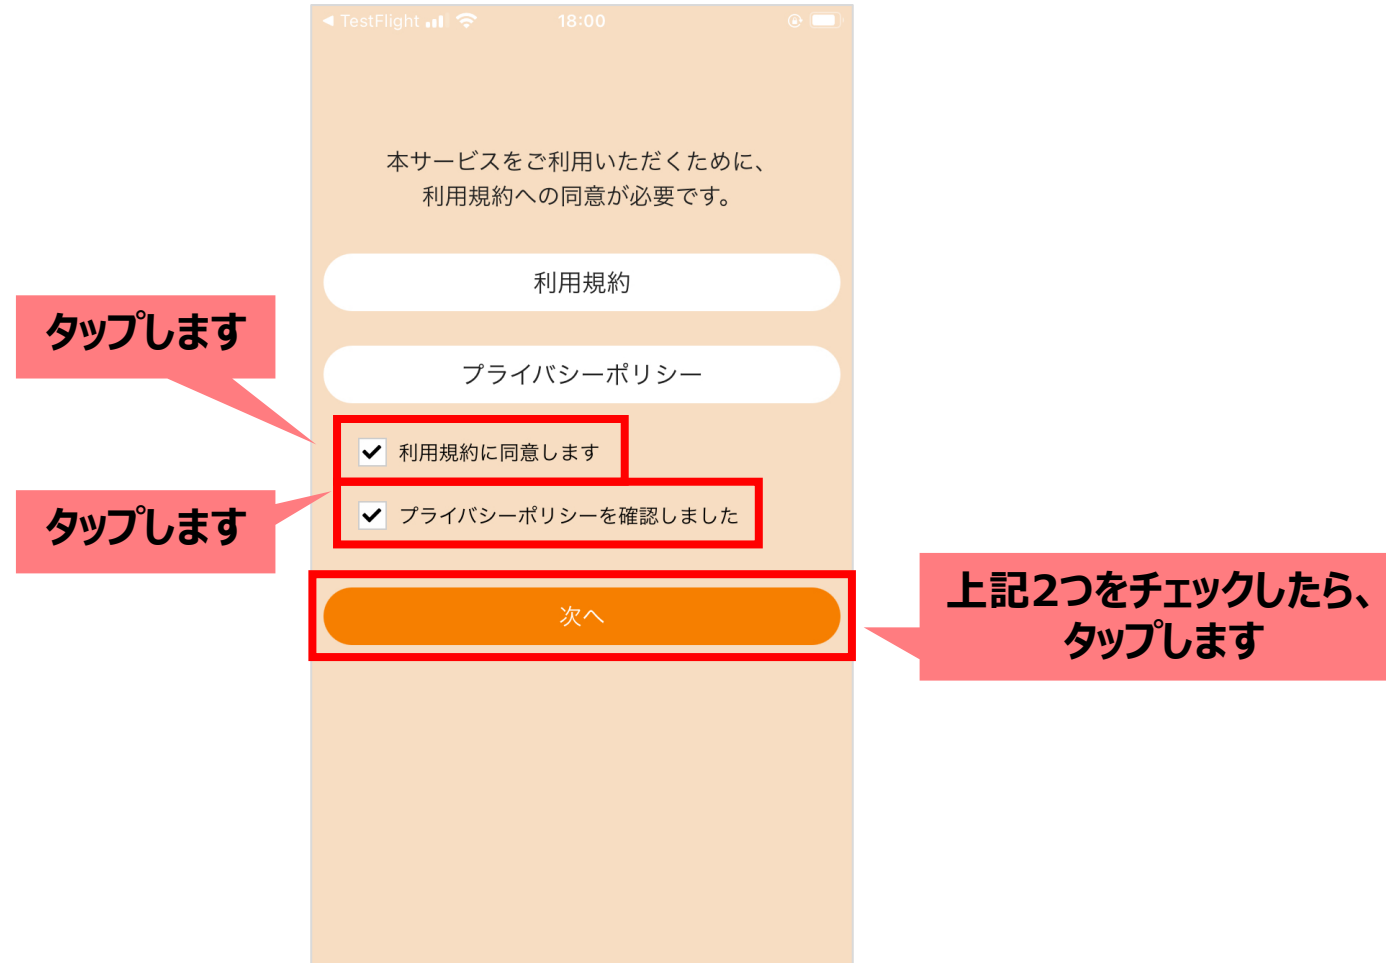 TestFlight
18:00
本サービスをご利用いただくために、
利用規約への同意が必要です。
利用規約
プライバシーポリシー
タップします
利用規約に同意します
タップします
プライバシーポリシーを確認しました
次へ
上記2つをチェックしたら、
タップします